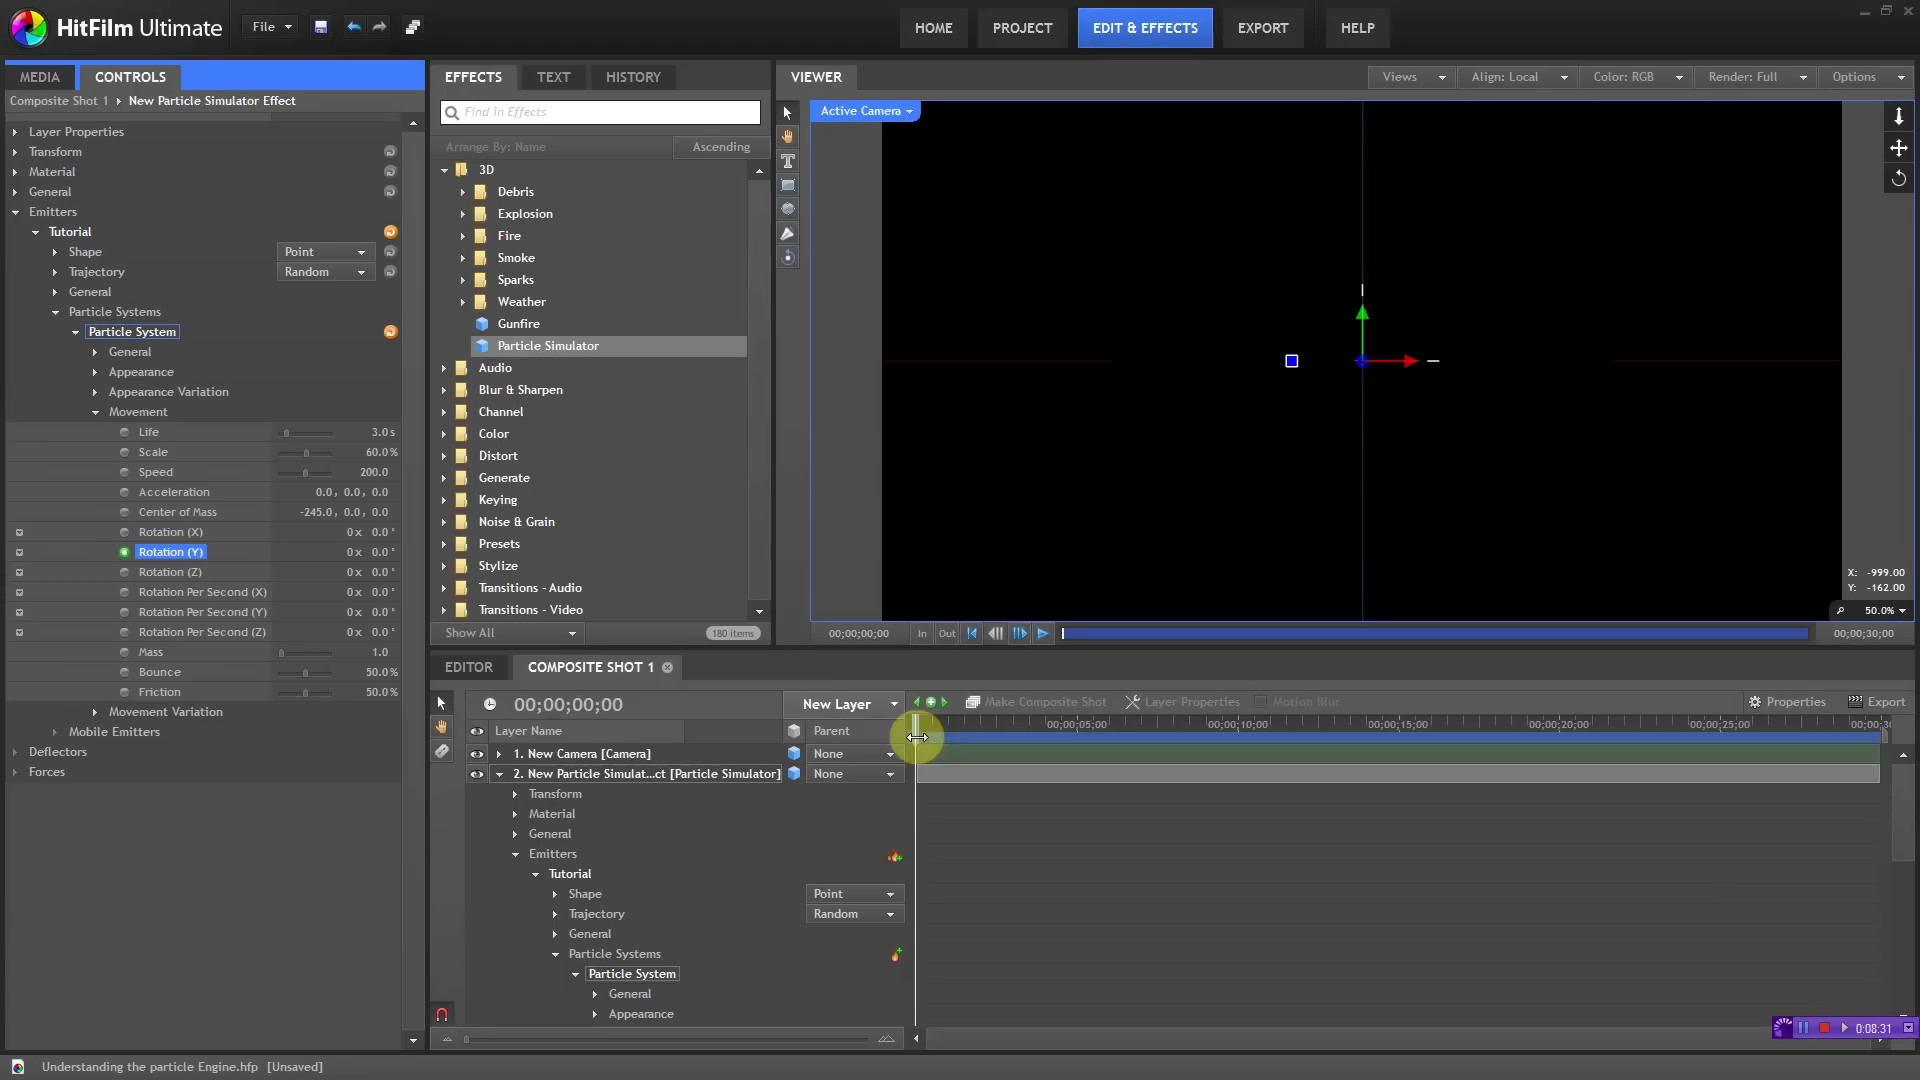 HitFilm Ultimate
File
HOME
PROJECT
EDIT & EFFECTS
EXPORT
HELP
MEDIA
CONTROLS
Composite Shot 1
New Particle Simulator Effect
Layer Properties
Transform
Material
General
Emitters
Tutorial
Shape Point
Trajectory Random
General
Particle Systems
Particle System
General
Appearance
Appearance Variation
Movement
Life 3.0 s
Scale 60.0 %
Speed 200.0
Acceleration 0.0, 0.0, 0.0
Center of Mass -245.0, 0.0, 0.0
Rotation (X) 0 x 0.0 °
Rotation (Y) 0 x 0.0 °
Rotation (Z) 0 x 0.0 °
Rotation Per Second (X) 0 x 0.0 °
Rotation Per Second (Y) 0 x 0.0 °
Rotation Per Second (Z) 0 x 0.0 °
Mass 1.0
Bounce 50.0 %
Friction 50.0 %
Movement Variation
Mobile Emitters
Deflectors
Forces
EFFECTS
TEXT
HISTORY
Find in Effects
Arrange By: Name
Ascending
3D
Debris
Explosion
Fire
Smoke
Sparks
Weather
Gunfire
Particle Simulator
Audio
Blur & Sharpen
Channel
Color
Distort
Generate
Keying
Noise & Grain
Presets
Stylize
Transitions - Audio
Transitions - Video
Show All
180 items
VIEWER
Views
Align: Local
Color: RGB
Render: Full
Options
Active Camera
X: -999.00
Y: -162.00
50.0%
00;00;00;00
In
Out
00;00;30;00
EDITOR
COMPOSITE SHOT 1
00;00;00;00
New Layer
Make Composite Shot
Layer Properties
Motion Blur
Properties
Export
Layer Name
Parent
00;00;05;00
00;00;10;00
00;00;15;00
00;00;20;00
00;00;25;00
1. New Camera [Camera] None
2. New Particle Simulat...ct [Particle Simulator] None
Transform
Material
General
Emitters
Tutorial
Shape Point
Trajectory Random
General
Particle Systems
Particle System
General
Appearance
0:08:31
Understanding the particle Engine.hfp [Unsaved]